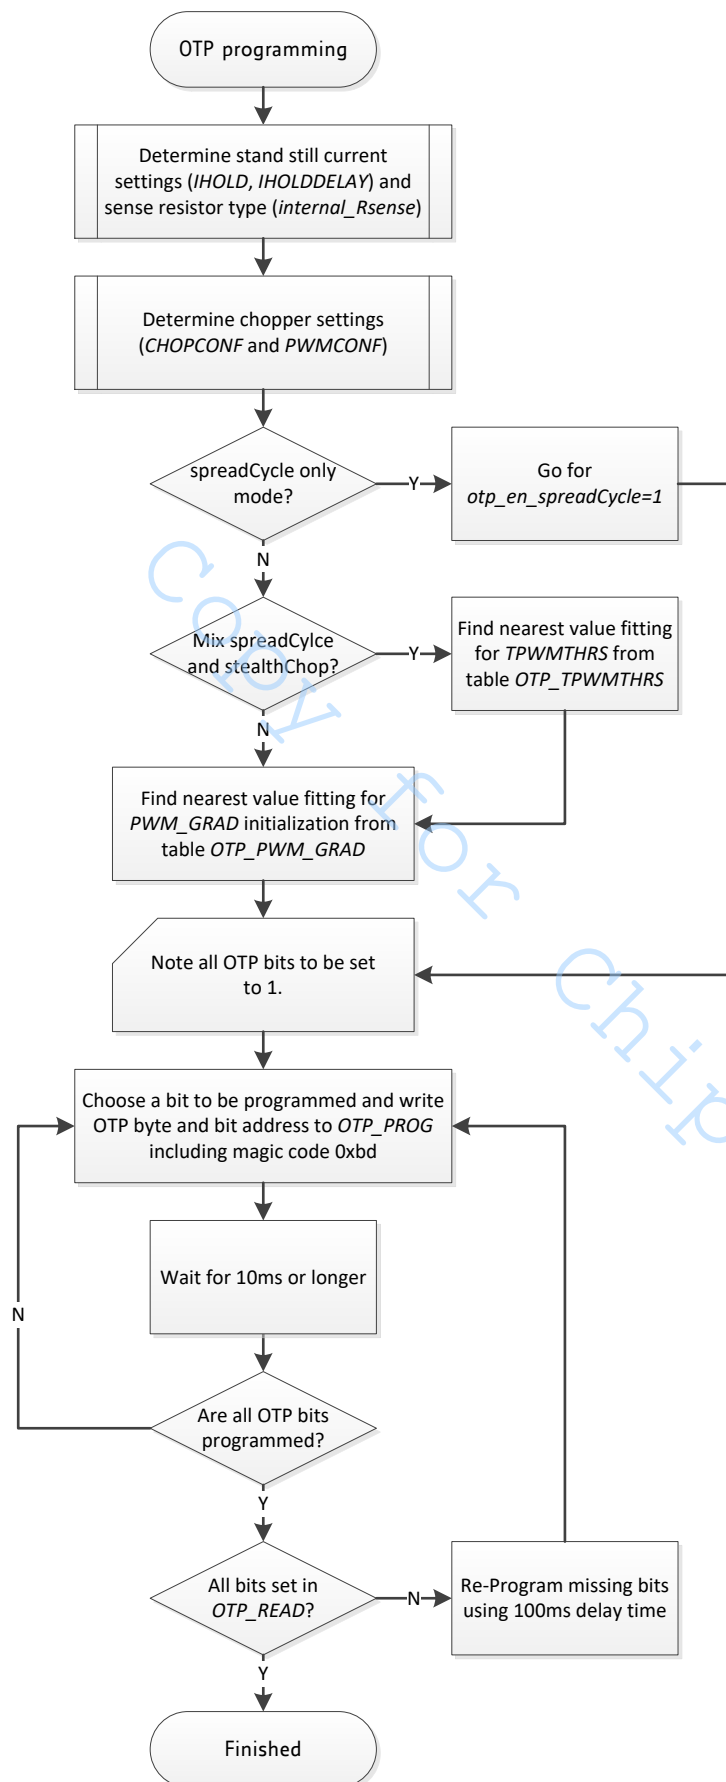 OTP programming
Determine stand still current
settings (IHOLD, IHOLDDELAY) and
sense resistor type (internal_Rsense)
Determine chopper settings
(CHOPCONF and PWMCONF)
spreadCycle only
mode?
Y
Go for
otp_en_spreadCycle=1
N
Mix spreadCylce
and stealthChop?
Y
Find nearest value fitting
for TPWMTHRS from
table OTP_TPWMTHRS
N
Find nearest value fitting for
PWM_GRAD initialization from
table OTP_PWM_GRAD
Note all OTP bits to be set
to 1.
Choose a bit to be programmed and write
OTP byte and bit address to OTP_PROG
including magic code 0xbd
Wait for 10ms or longer
N
Are all OTP bits
programmed?
Y
All bits set in
OTP_READ?
N
Re-Program missing bits
using 100ms delay time
Y
Finished
Copy for Chip